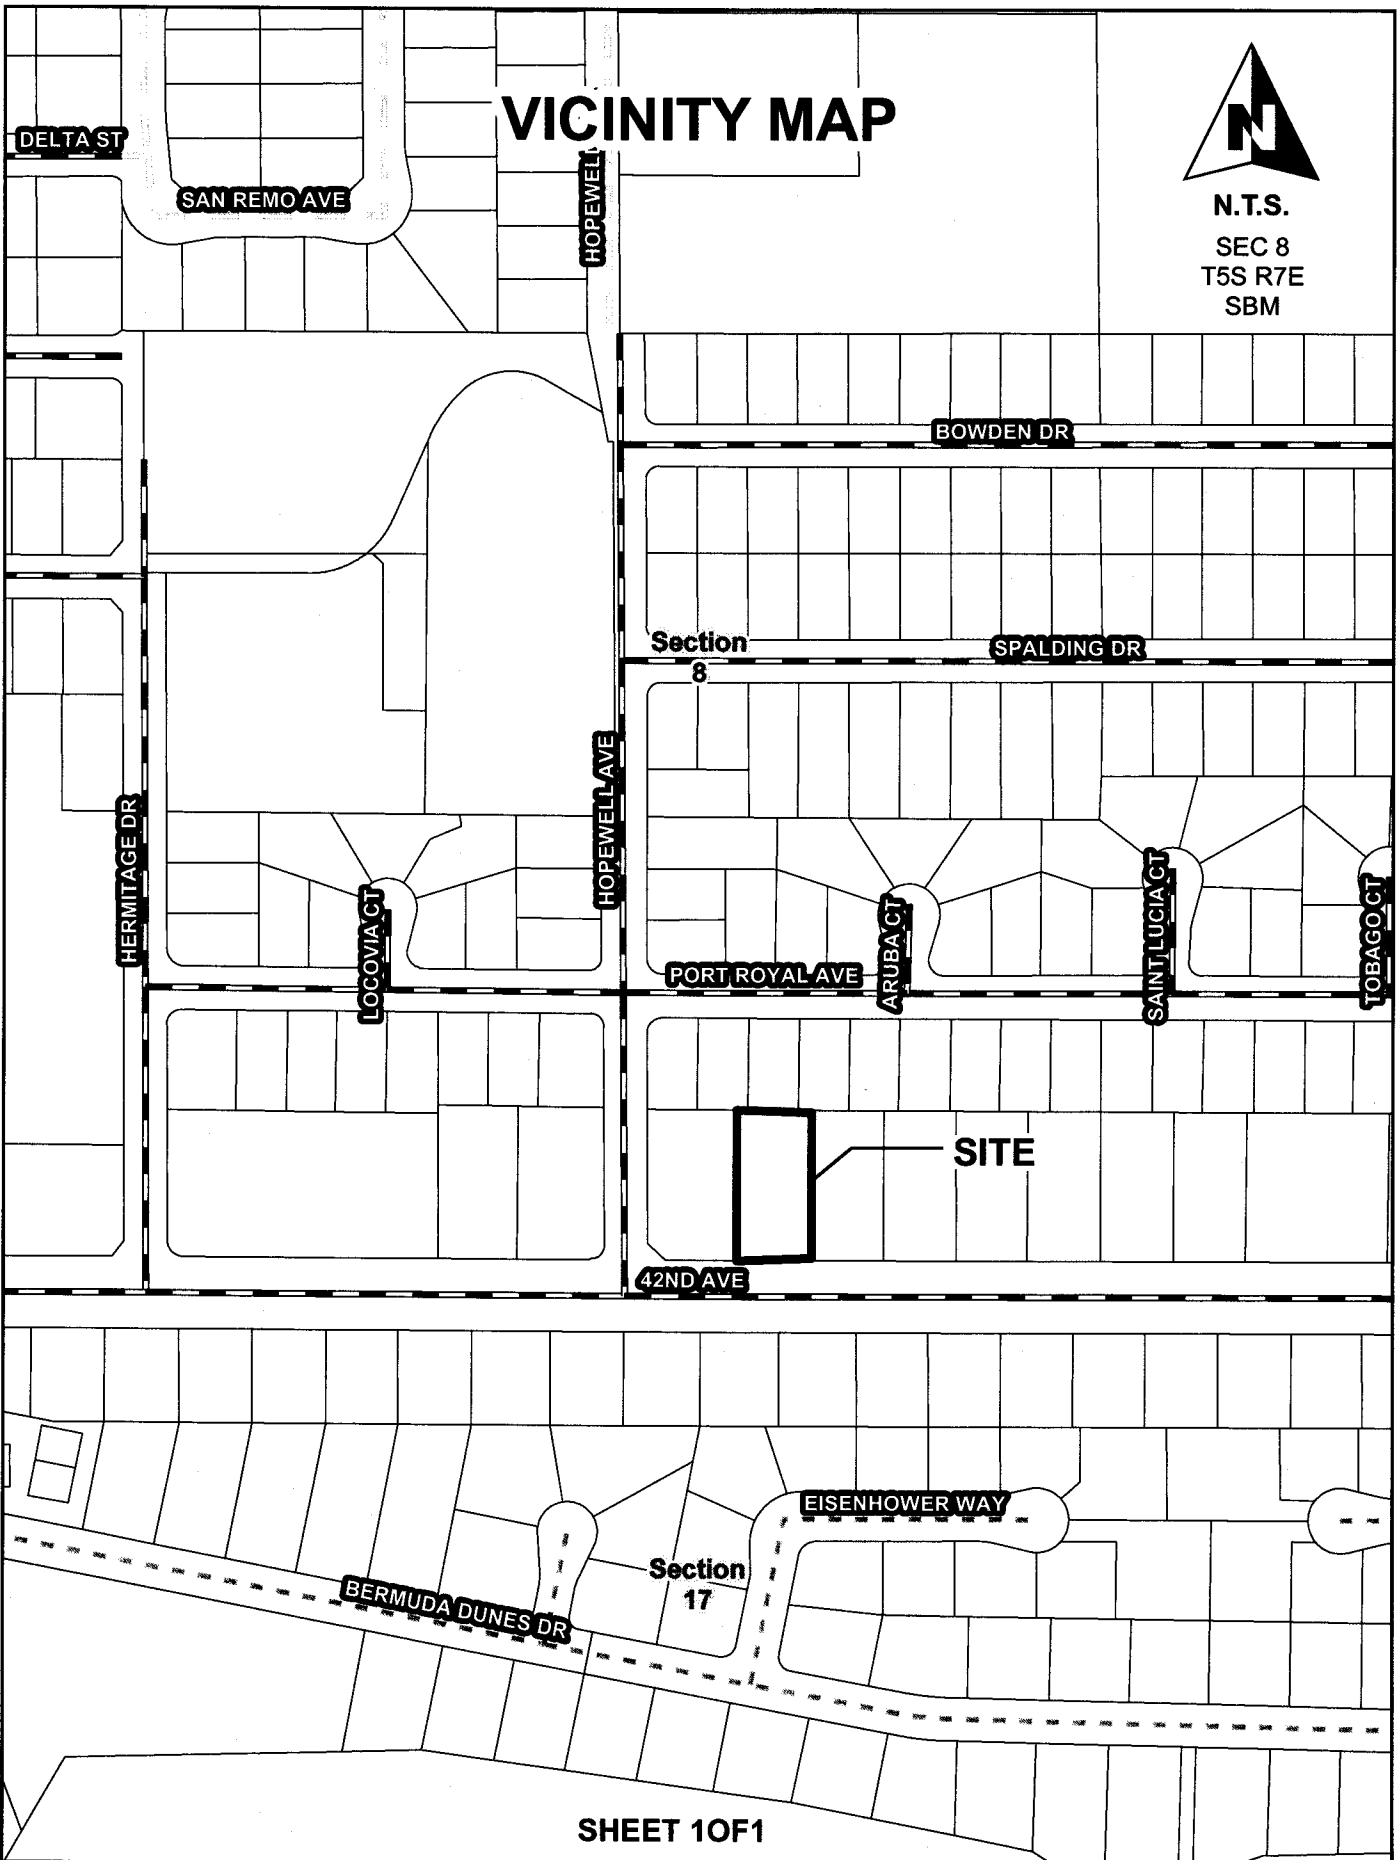 VICINITY MAP
N
N.T.S.
SEC 8
T5S R7E
SBM
DELTA ST
SAN REMO AVE
HOPEWELL
BOWDEN DR
Section
8
SPALDING DR
HERMITAGE DR
HOPEWELL AVE
LOCOVIA CT
PORT ROYAL AVE
ARUBA CT
SAINT LUCIA CT
TOBAGO CT
SITE
42ND AVE
EISENHOWER WAY
Section
17
BERMUDA DUNES DR
SHEET 1OF1